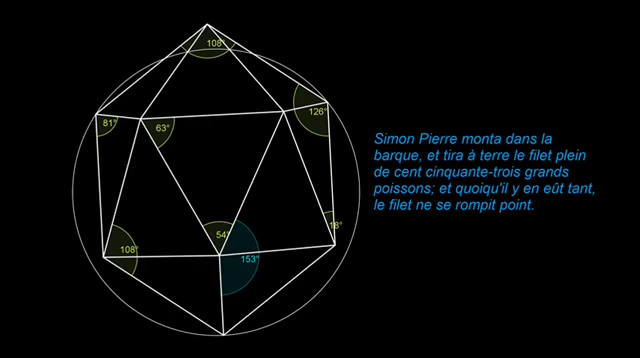 108°
81°
63°
126°
Simon Pierre monta dans la
barque, et tira à terre le filet plein
de cent cinquante-trois grands
poissons; et quoiqu'il y en eût tant,
le filet ne se rompit point.
18°
54°
108°
153°